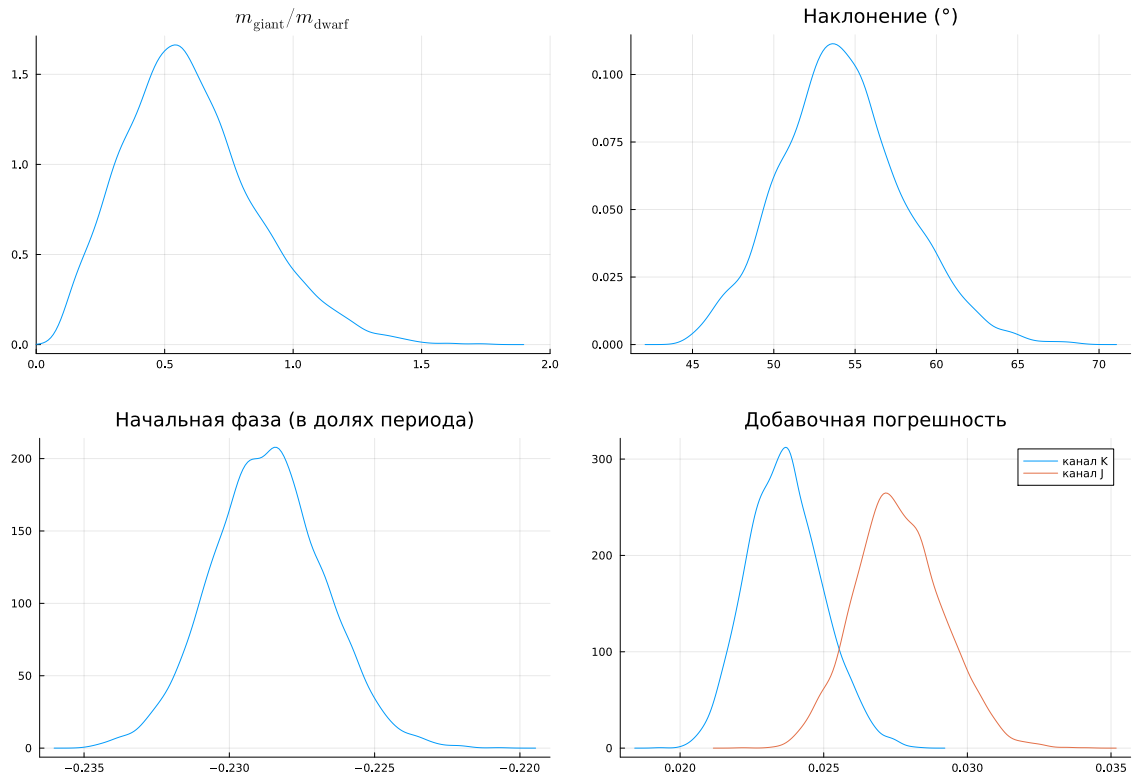 m_giant/m_dwarf
1.5
1.0
0.5
0.0
0.0 0.5 1.0 1.5 2.0
Наклонение (°)
0.100
0.075
0.050
0.025
0.000
45 50 55 60 65 70
Начальная фаза (в долях периода)
200
150
100
50
0
−0.235 −0.230 −0.225 −0.220
Добавочная погрешность
канал K
канал J
300
200
100
0
0.020 0.025 0.030 0.035